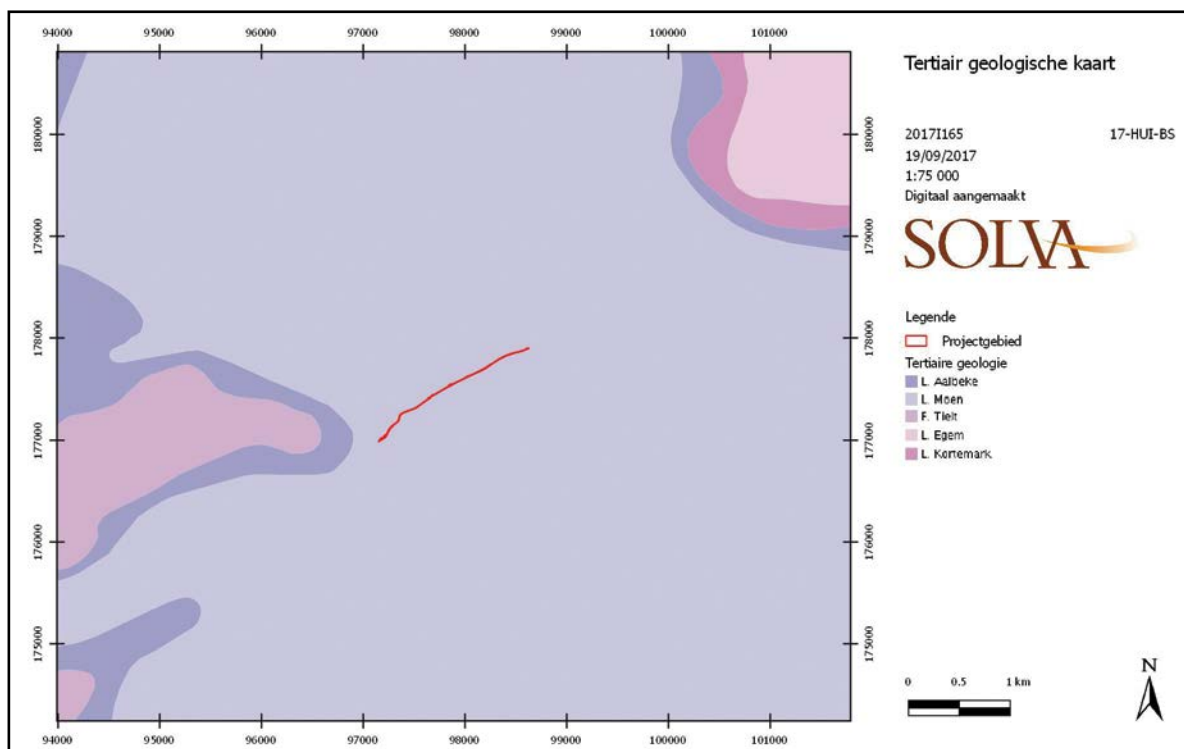 94000 95000 96000 97000 98000 99000 100000 101000
180000
179000
178000
177000
176000
175000
180000
179000
178000
177000
176000
175000
94000 95000 96000 97000 98000 99000 100000 101000
Tertiair geologische kaart
2017I165 17-HUI-BS
19/09/2017
1:75 000
Digitaal aangemaakt
SOLVA
Legende
Projectgebied
Tertiaire geologie
L. Aalbeke
L. Moen
F. Tielt
L. Egem
L. Kortemark
0 0.5 1 km
N